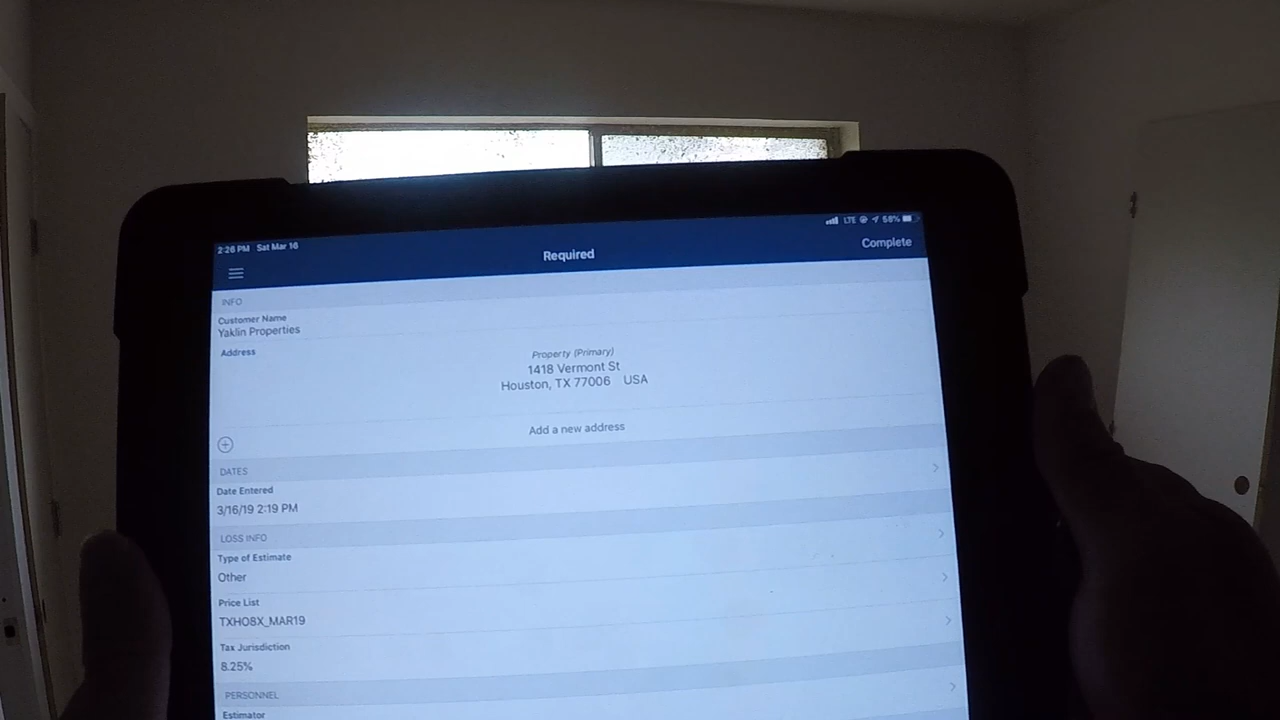 2:26 PM Sat Mar 16
LTE 58%
Required
Complete
INFO
Customer Name
Yaklin Properties
Address
Property (Primary)
1418 Vermont St
Houston, TX 77006 USA
Add a new address
DATES
Date Entered
3/16/19 2:19 PM
LOSS INFO
Type of Estimate
Other
Price List
TXHO8X_MAR19
Tax Jurisdiction
8.25%
PERSONNEL
Estimator